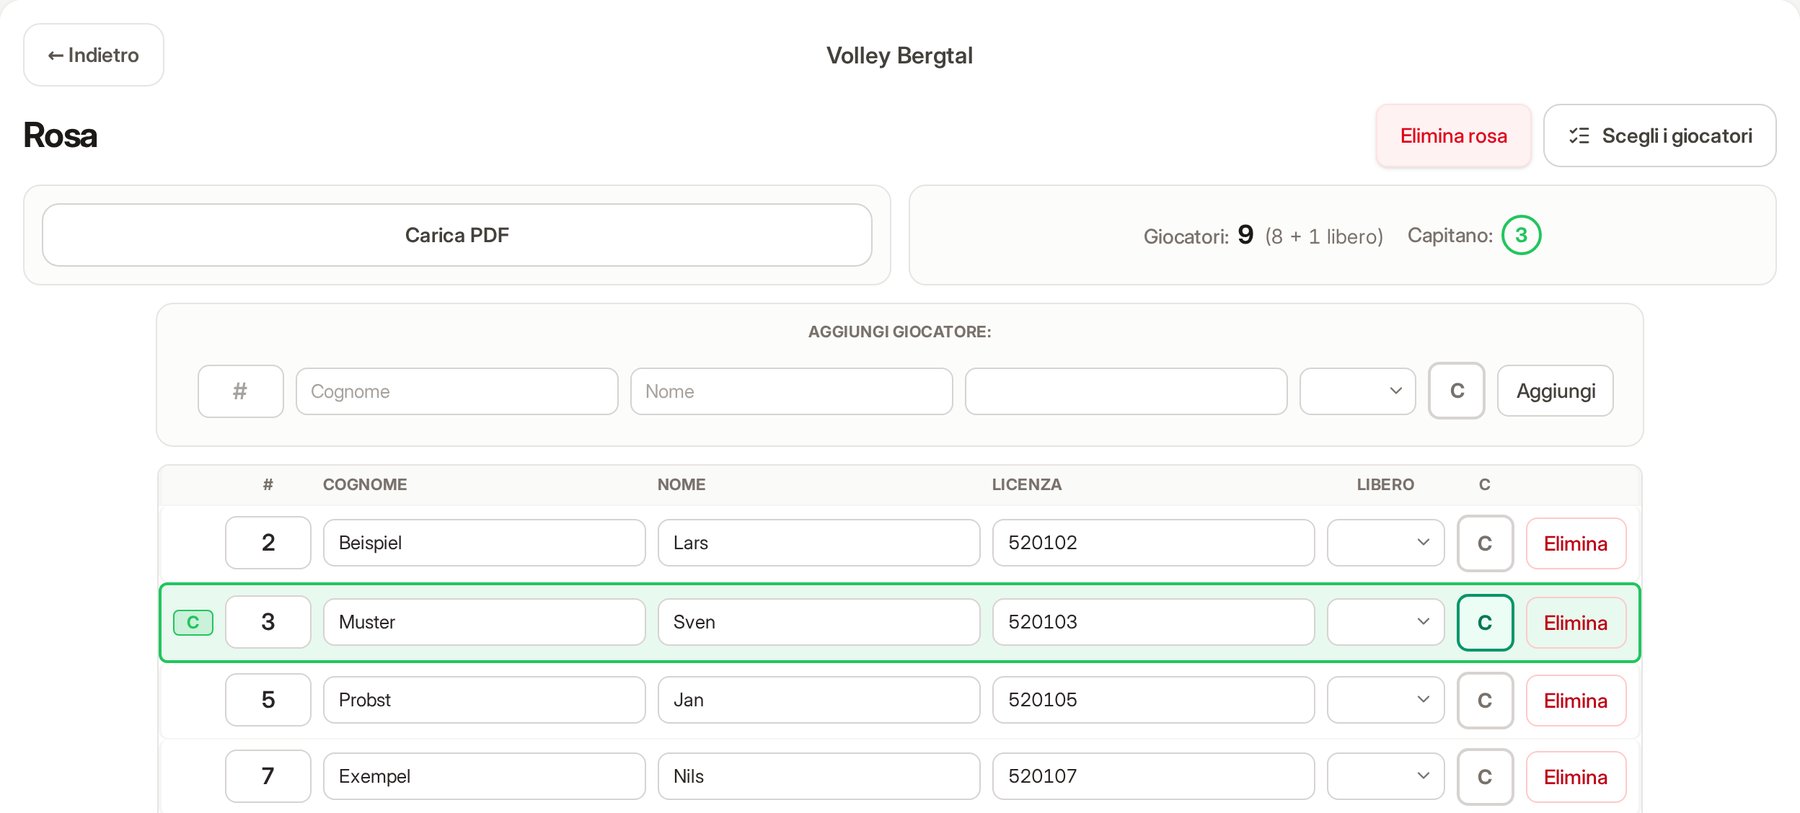 ← Indietro
Volley Bergtal
Rosa
Elimina rosa
Scegli i giocatori
Carica PDF
Giocatori: 9 (8 + 1 libero) Capitano: 3
AGGIUNGI GIOCATORE:
# Cognome Nome C Aggiungi
# COGNOME NOME LICENZA LIBERO C
2 Beispiel Lars 520102 C Elimina
C 3 Muster Sven 520103 C Elimina
5 Probst Jan 520105 C Elimina
7 Exempel Nils 520107 C Elimina